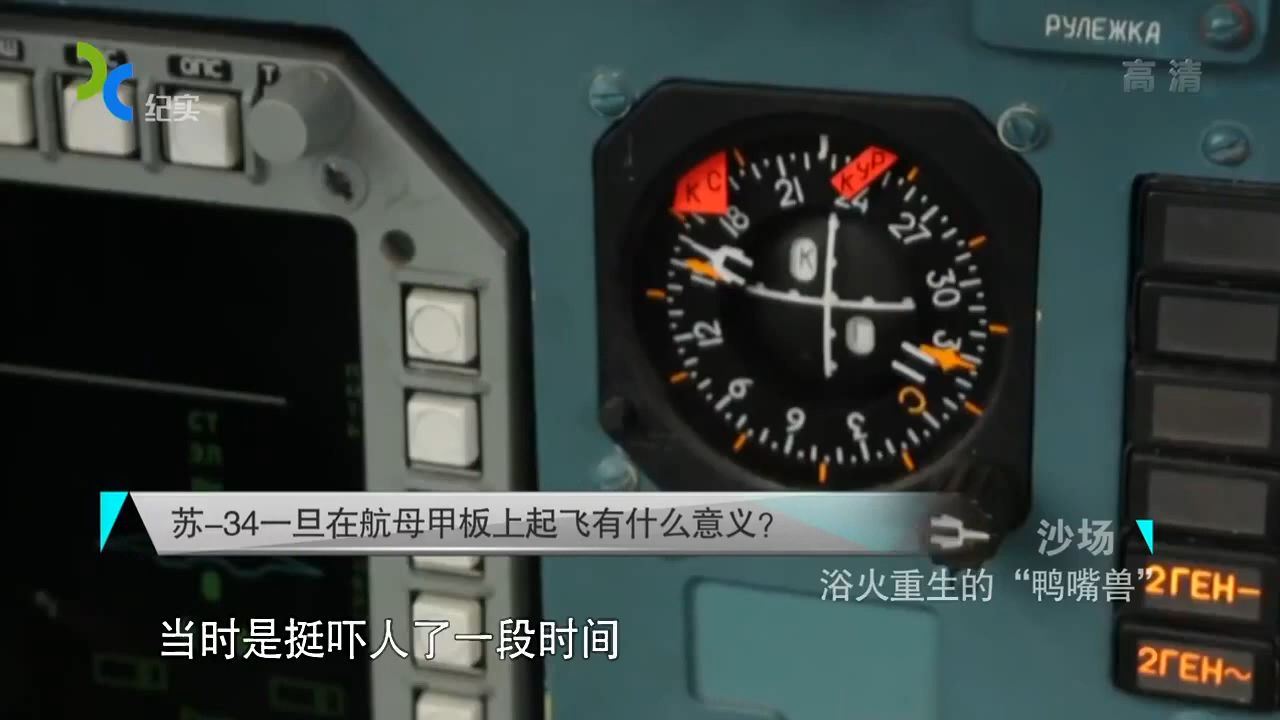 РУЛЕЖКА
高清
纪实
ОПС
Т
КС
КУР
21
24
27
18
30
К
12
3
6
С
苏-34一旦在航母甲板上起飞有什么意义?
沙场
浴火重生的“鸭嘴兽”
2ГЕН–
当时是挺吓人了一段时间
2ГЕН~